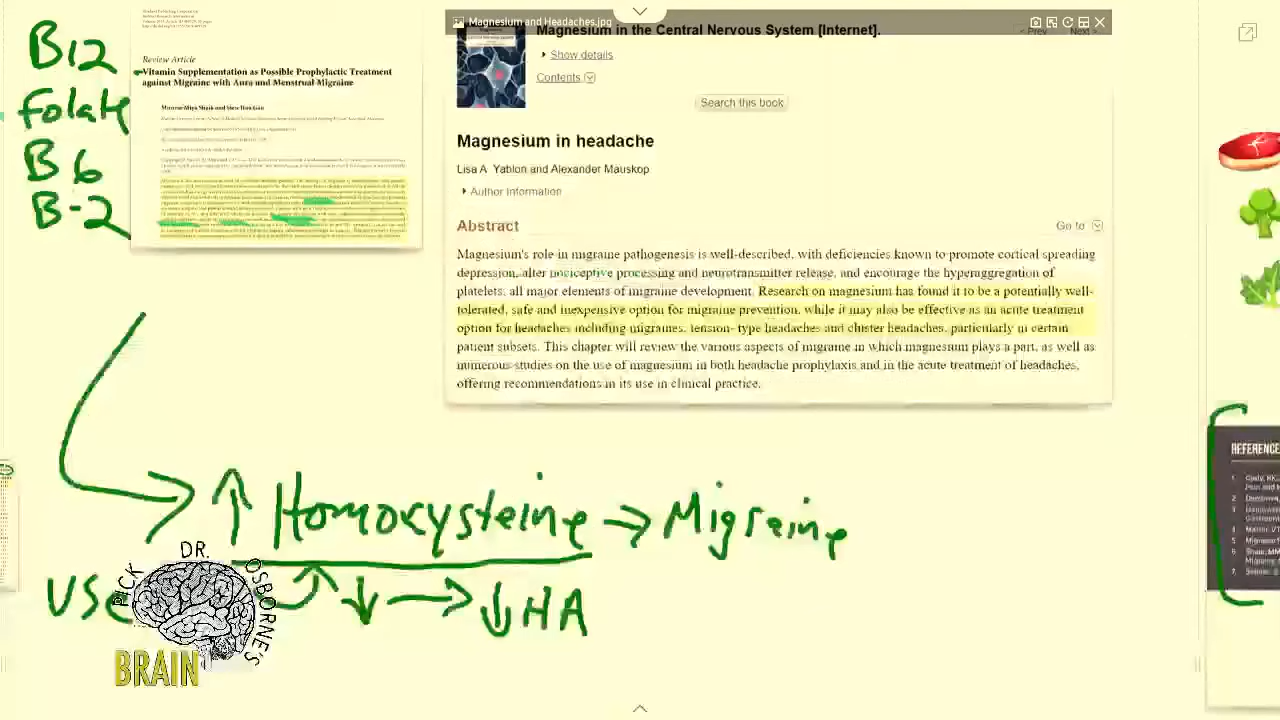 B12
Folate
B6
B-2
Review Article
Vitamin Supplementation as Possible Prophylactic Treatment
against Migraine with Aura and Menstrual Migraine
Magnesium and Headaches.jpg
Magnesium in the Central Nervous System [Internet].
< Prev
Next >
Show details
Contents
Search this book
Magnesium in headache
Lisa A Yablon and Alexander Mauskop
Author Information
Abstract
Go to
Magnesium's role in migraine pathogenesis is well-described, with deficiencies known to promote cortical spreading
depression, alter nociceptive processing and neurotransmitter release, and encourage the hyperaggregation of
platelets, all major elements of migraine development. Research on magnesium has found it to be a potentially well-
tolerated, safe and inexpensive option for migraine prevention, while it may also be effective as an acute treatment
option for headaches including migraines, tension- type headaches and cluster headaches, particularly in certain
patient subsets. This chapter will review the various aspects of migraine in which magnesium plays a part, as well as
numerous studies on the use of magnesium in both headache prophylaxis and in the acute treatment of headaches,
offering recommendations in its use in clinical practice.
↑ Homocysteine → Migraine
USE
↓ → ↓ HA
PICK DR. OSBORNE'S
BRAIN
REFERENCE